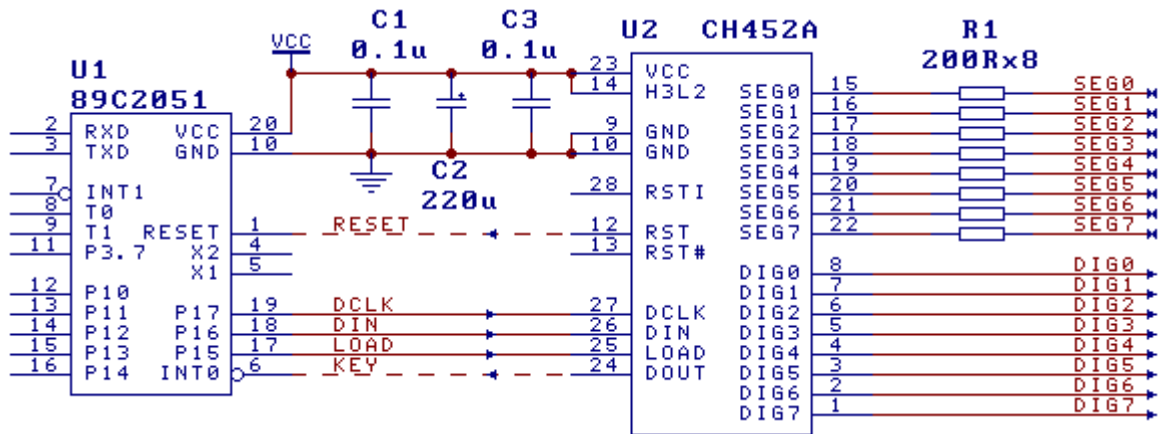 C1
0.1u
C3
0.1u
U2 CH452A
R1
200Rx8
VCC
U1
89C2051
2 RXD
3 TXD
7 INT1
8 T0
9 T1
11 P3.7
12 P10
13 P11
14 P12
15 P13
16 P14
VCC 20
GND 10
RESET 1
X2 4
X1 5
P17 19
P16 18
P15 17
INT0 6
C2
220u
RESET
DCLK
DIN
LOAD
KEY
23 VCC
14 H3L2
9 GND
10 GND
28 RSTI
12 RST
13 RST#
27 DCLK
26 DIN
25 LOAD
24 DOUT
SEG0 15 SEG0
SEG1 16 SEG1
SEG2 17 SEG2
SEG3 18 SEG3
SEG4 19 SEG4
SEG5 20 SEG5
SEG6 21 SEG6
SEG7 22 SEG7
DIG0 8 DIG0
DIG1 7 DIG1
DIG2 6 DIG2
DIG3 5 DIG3
DIG4 4 DIG4
DIG5 3 DIG5
DIG6 2 DIG6
DIG7 1 DIG7